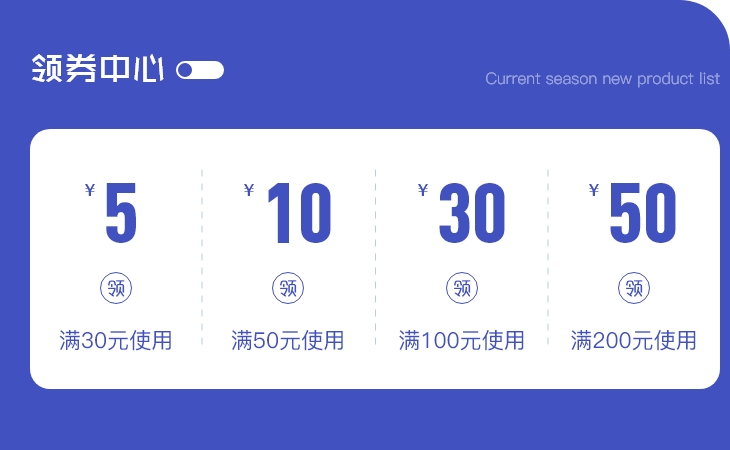 领券中心
Current season new product list
¥5
¥10
¥30
¥50
领
领
领
领
满30元使用
满50元使用
满100元使用
满200元使用